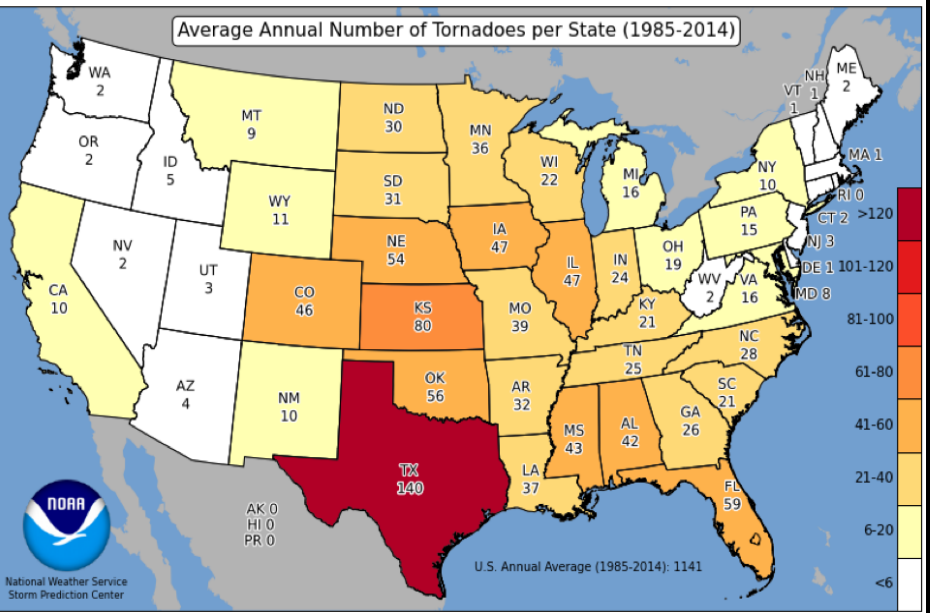 Average Annual Number of Tornadoes per State (1985-2014)
WA
2
OR
2
ID
5
MT
9
ND
30
MN
36
WI
22
MI
16
NY
10
VT
1
NH
1
ME
2
MA 1
RI 0
CT 2
NJ 3
DE 1
MD 8
PA
15
OH
19
WV
2
VA
16
SD
31
WY
11
NE
54
IA
47
IL
47
IN
24
KY
21
NV
2
UT
3
CA
10
CO
46
KS
80
MO
39
TN
25
NC
28
SC
21
AZ
4
NM
10
OK
56
AR
32
MS
43
AL
42
GA
26
TX
140
LA
37
FL
59
AK 0
HI 0
PR 0
>120
101-120
81-100
61-80
41-60
21-40
6-20
<6
NOAA
National Weather Service
Storm Prediction Center
U.S. Annual Average (1985-2014): 1141